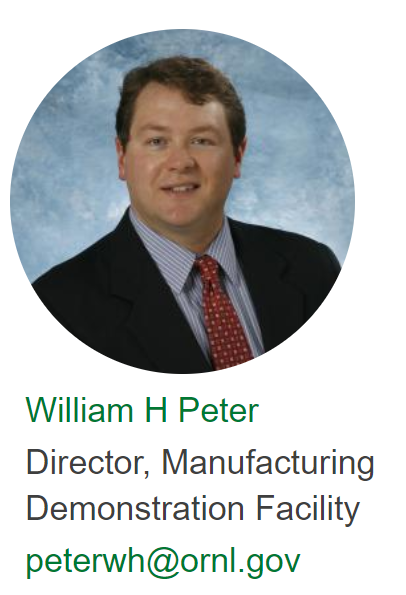 William H Peter
Director, Manufacturing
Demonstration Facility
peterwh@ornl.gov